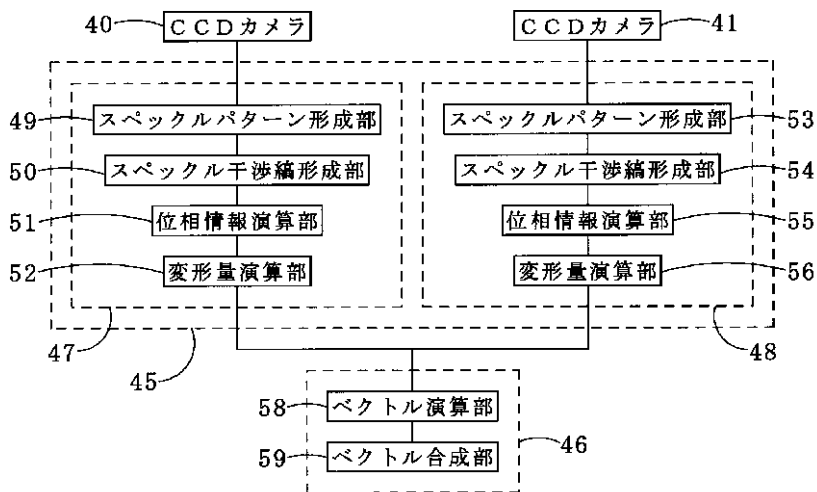 40 CCDカメラ
CCDカメラ 41
49 スペックルパターン形成部
スペックルパターン形成部 53
50 スペックル干渉縞形成部
スペックル干渉縞形成部 54
51 位相情報演算部
位相情報演算部 55
52 変形量演算部
変形量演算部 56
47
45
48
58 ベクトル演算部
59 ベクトル合成部
46